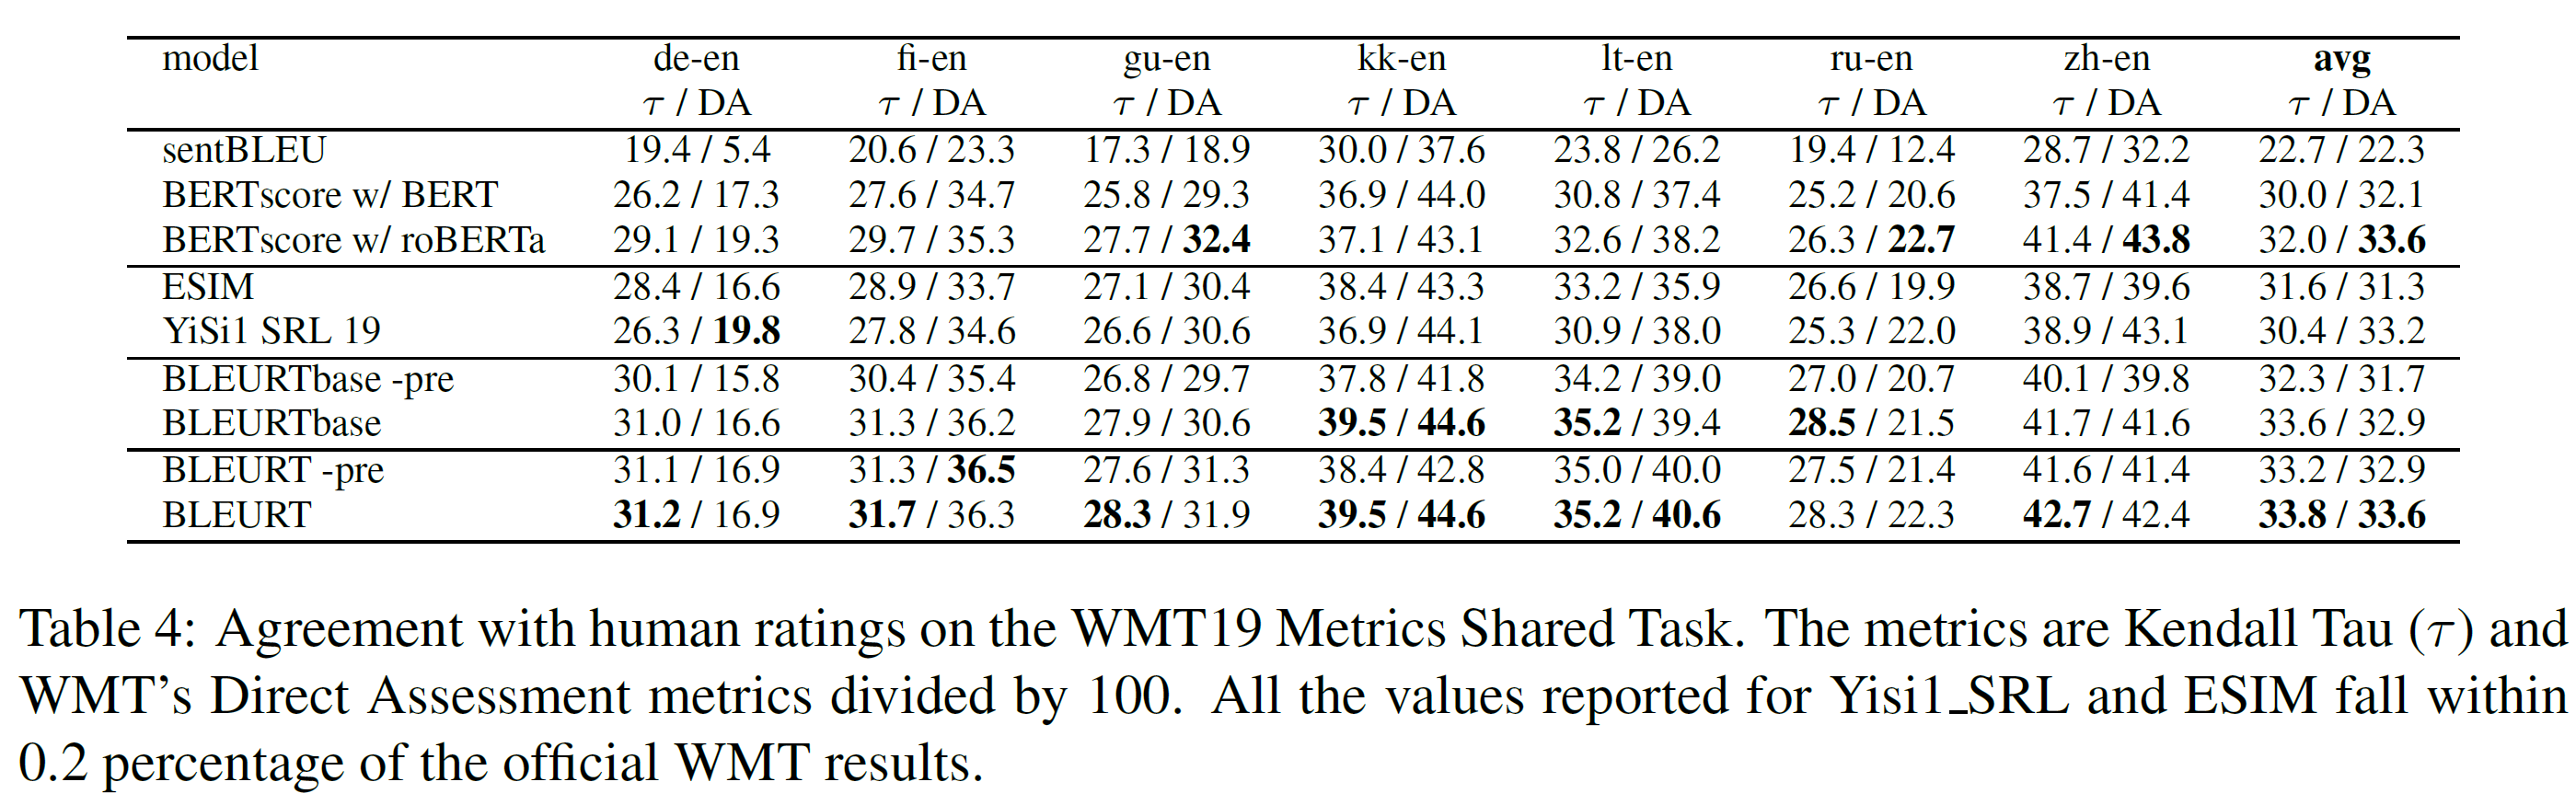 model de-en fi-en gu-en kk-en lt-en ru-en zh-en avg
τ / DA τ / DA τ / DA τ / DA τ / DA τ / DA τ / DA τ / DA
sentBLEU 19.4 / 5.4 20.6 / 23.3 17.3 / 18.9 30.0 / 37.6 23.8 / 26.2 19.4 / 12.4 28.7 / 32.2 22.7 / 22.3
BERTscore w/ BERT 26.2 / 17.3 27.6 / 34.7 25.8 / 29.3 36.9 / 44.0 30.8 / 37.4 25.2 / 20.6 37.5 / 41.4 30.0 / 32.1
BERTscore w/ roBERTa 29.1 / 19.3 29.7 / 35.3 27.7 / 32.4 37.1 / 43.1 32.6 / 38.2 26.3 / 22.7 41.4 / 43.8 32.0 / 33.6
ESIM 28.4 / 16.6 28.9 / 33.7 27.1 / 30.4 38.4 / 43.3 33.2 / 35.9 26.6 / 19.9 38.7 / 39.6 31.6 / 31.3
YiSi1 SRL 19 26.3 / 19.8 27.8 / 34.6 26.6 / 30.6 36.9 / 44.1 30.9 / 38.0 25.3 / 22.0 38.9 / 43.1 30.4 / 33.2
BLEURTbase -pre 30.1 / 15.8 30.4 / 35.4 26.8 / 29.7 37.8 / 41.8 34.2 / 39.0 27.0 / 20.7 40.1 / 39.8 32.3 / 31.7
BLEURTbase 31.0 / 16.6 31.3 / 36.2 27.9 / 30.6 39.5 / 44.6 35.2 / 39.4 28.5 / 21.5 41.7 / 41.6 33.6 / 32.9
BLEURT -pre 31.1 / 16.9 31.3 / 36.5 27.6 / 31.3 38.4 / 42.8 35.0 / 40.0 27.5 / 21.4 41.6 / 41.4 33.2 / 32.9
BLEURT 31.2 / 16.9 31.7 / 36.3 28.3 / 31.9 39.5 / 44.6 35.2 / 40.6 28.3 / 22.3 42.7 / 42.4 33.8 / 33.6
Table 4: Agreement with human ratings on the WMT19 Metrics Shared Task. The metrics are Kendall Tau (τ) and
WMT's Direct Assessment metrics divided by 100. All the values reported for Yisi1_SRL and ESIM fall within
0.2 percentage of the official WMT results.